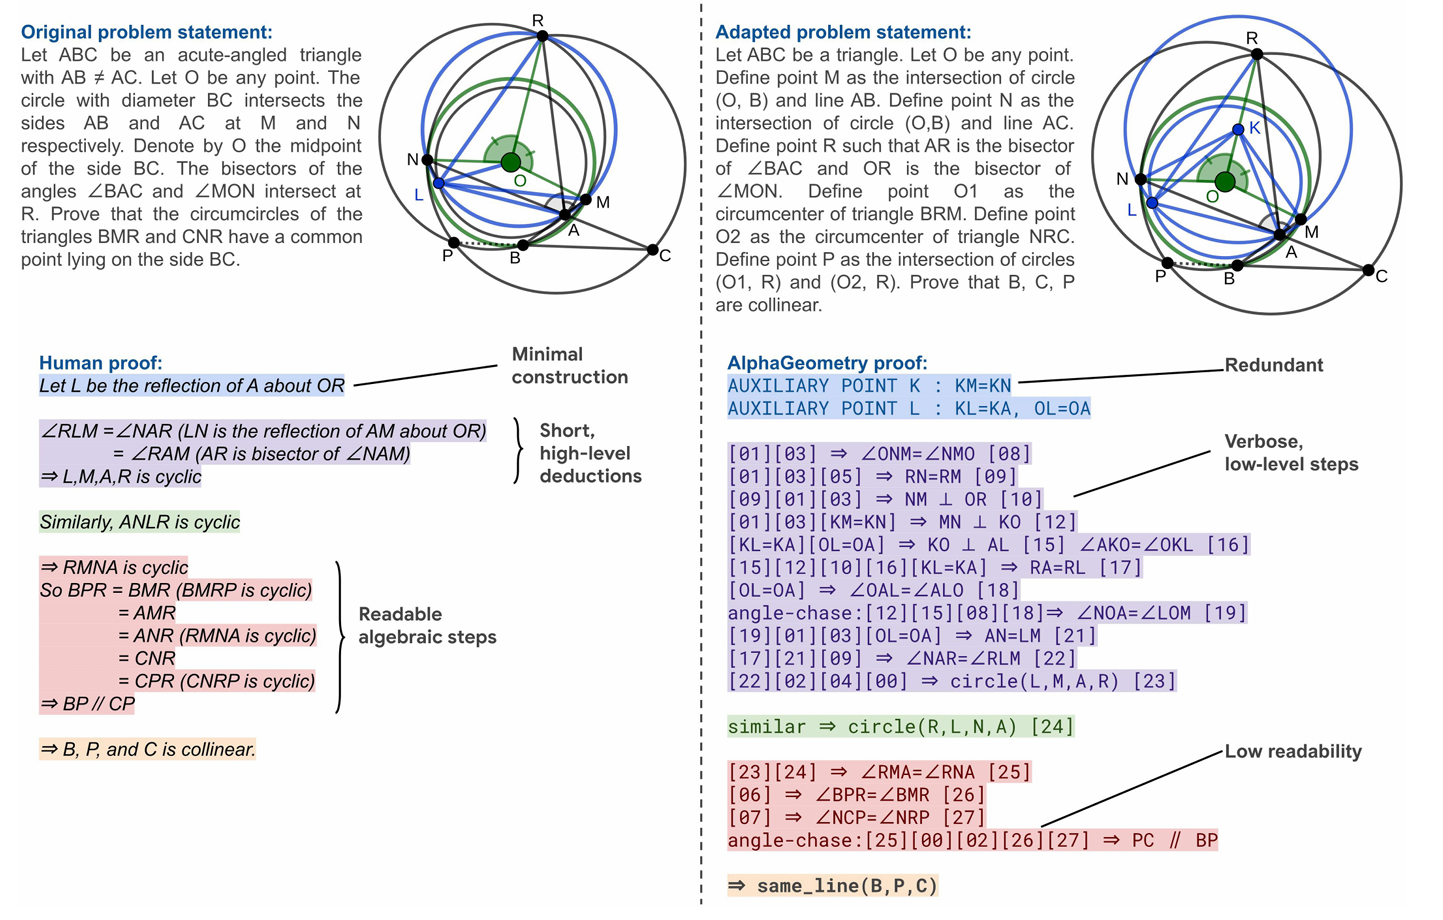 Original problem statement:
Let ABC be an acute-angled triangle
with AB ≠ AC. Let O be any point. The
circle with diameter BC intersects the
sides AB and AC at M and N
respectively. Denote by O the midpoint
of the side BC. The bisectors of the
angles ∠BAC and ∠MON intersect at
R. Prove that the circumcircles of the
triangles BMR and CNR have a common
point lying on the side BC.
R
N
O
L
M
A
P
B
C
Human proof:
Let L be the reflection of A about OR
Minimal
construction
∠RLM =∠NAR (LN is the reflection of AM about OR)
= ∠RAM (AR is bisector of ∠NAM)
⇒ L,M,A,R is cyclic
Short,
high-level
deductions
Similarly, ANLR is cyclic
⇒ RMNA is cyclic
So BPR = BMR (BMRP is cyclic)
= AMR
= ANR (RMNA is cyclic)
= CNR
= CPR (CNRP is cyclic)
⇒ BP // CP
Readable
algebraic steps
⇒ B, P, and C is collinear.
Adapted problem statement:
Let ABC be a triangle. Let O be any point.
Define point M as the intersection of circle
(O, B) and line AB. Define point N as the
intersection of circle (O,B) and line AC.
Define point R such that AR is the bisector
of ∠BAC and OR is the bisector of
∠MON. Define point O1 as the
circumcenter of triangle BRM. Define point
O2 as the circumcenter of triangle NRC.
Define point P as the intersection of circles
(O1, R) and (O2, R). Prove that B, C, P
are collinear.
R
K
N
O
L
M
A
P
B
C
AlphaGeometry proof:
AUXILIARY POINT K : KM=KN
AUXILIARY POINT L : KL=KA, OL=OA
Redundant
[01][03] ⇒ ∠ONM=∠NMO [08]
[01][03][05] ⇒ RN=RM [09]
[09][01][03] ⇒ NM ⊥ OR [10]
[01][03][KM=KN] ⇒ MN ⊥ KO [12]
[KL=KA][OL=OA] ⇒ KO ⊥ AL [15] ∠AKO=∠OKL [16]
[15][12][10][16][KL=KA] ⇒ RA=RL [17]
[OL=OA] ⇒ ∠OAL=∠ALO [18]
angle-chase:[12][15][08][18]⇒ ∠NOA=∠LOM [19]
[19][01][03][OL=OA] ⇒ AN=LM [21]
[17][21][09] ⇒ ∠NAR=∠RLM [22]
[22][02][04][00] ⇒ circle(L,M,A,R) [23]
Verbose,
low-level steps
similar ⇒ circle(R,L,N,A) [24]
[23][24] ⇒ ∠RMA=∠RNA [25]
[06] ⇒ ∠BPR=∠BMR [26]
[07] ⇒ ∠NCP=∠NRP [27]
angle-chase:[25][00][02][26][27] ⇒ PC // BP
Low readability
⇒ same_line(B,P,C)